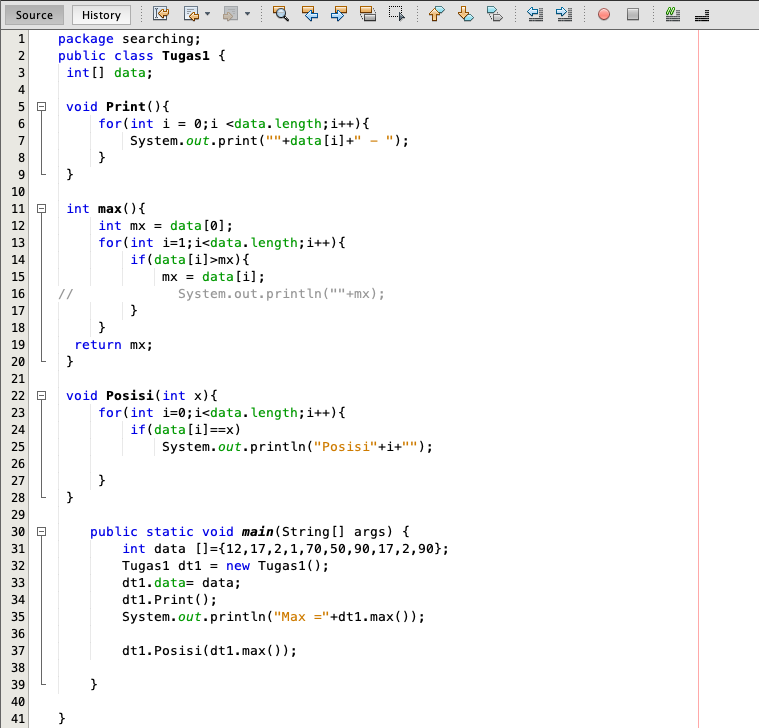 Source History
1 package searching;
2 public class Tugas1 {
3 int[] data;
4
5 void Print(){
6 for(int i = 0;i <data.length;i++){
7 System.out.print(""+data[i]+" - ");
8 }
9 }
10
11 int max(){
12 int mx = data[0];
13 for(int i=1;i<data.length;i++){
14 if(data[i]>mx){
15 mx = data[i];
16 // System.out.println(""+mx);
17 }
18 }
19 return mx;
20 }
21
22 void Posisi(int x){
23 for(int i=0;i<data.length;i++){
24 if(data[i]==x)
25 System.out.println("Posisi"+i+"");
26
27 }
28 }
29
30 public static void main(String[] args) {
31 int data []={12,17,2,1,70,50,90,17,2,90};
32 Tugas1 dt1 = new Tugas1();
33 dt1.data= data;
34 dt1.Print();
35 System.out.println("Max ="+dt1.max());
36
37 dt1.Posisi(dt1.max());
38
39 }
40
41 }